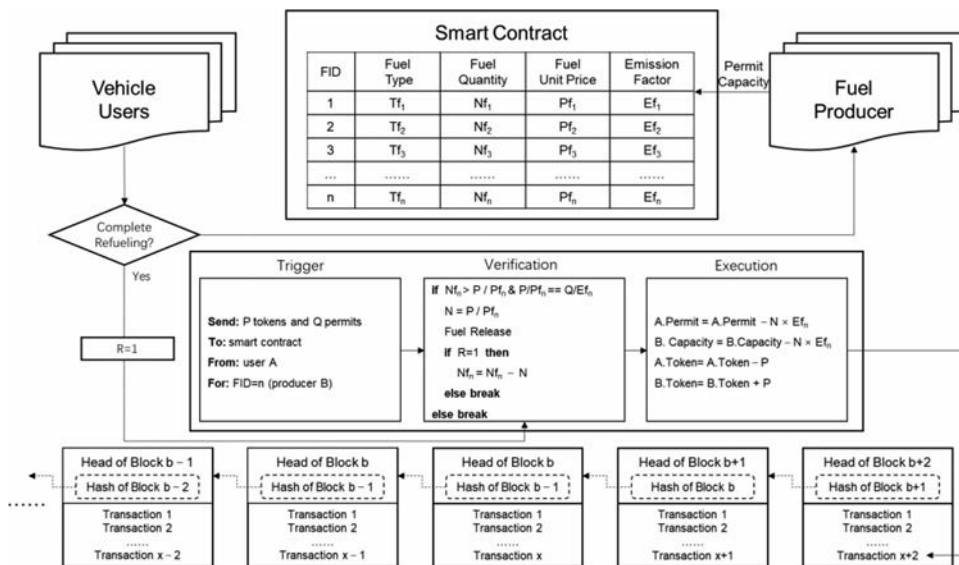 Vehicle
Users
Smart Contract
FID Fuel Type Fuel Quantity Fuel Unit Price Emission Factor
1 Tf1 Nf1 Pf1 Ef1
2 Tf2 Nf2 Pf2 Ef2
3 Tf3 Nf3 Pf3 Ef3
... ...... ...... ...... ......
n Tfn Nfn Pfn Efn
Permit
Capacity
Fuel
Producer
Complete
Refueling?
Yes
R=1
Trigger
Send: P tokens and Q permits
To: smart contract
From: user A
For: FID=n (producer B)
Verification
if Nfn > P / Pfn & P/Pfn == Q/Efn
N = P / Pfn
Fuel Release
if R=1 then
Nfn = Nfn − N
else break
else break
Execution
A.Permit = A.Permit − N × Efn
B. Capacity = B.Capacity − N × Efn
A.Token= A.Token − P
B.Token= B.Token + P
......
Head of Block b − 1
Hash of Block b − 2
Transaction 1
Transaction 2
......
Transaction x − 2
Head of Block b
Hash of Block b − 1
Transaction 1
Transaction 2
......
Transaction x − 1
Head of Block b
Hash of Block b − 1
Transaction 1
Transaction 2
......
Transaction x
Head of Block b+1
Hash of Block b
Transaction 1
Transaction 2
......
Transaction x+1
Head of Block b+2
Hash of Block b+1
Transaction 1
Transaction 2
......
Transaction x+2